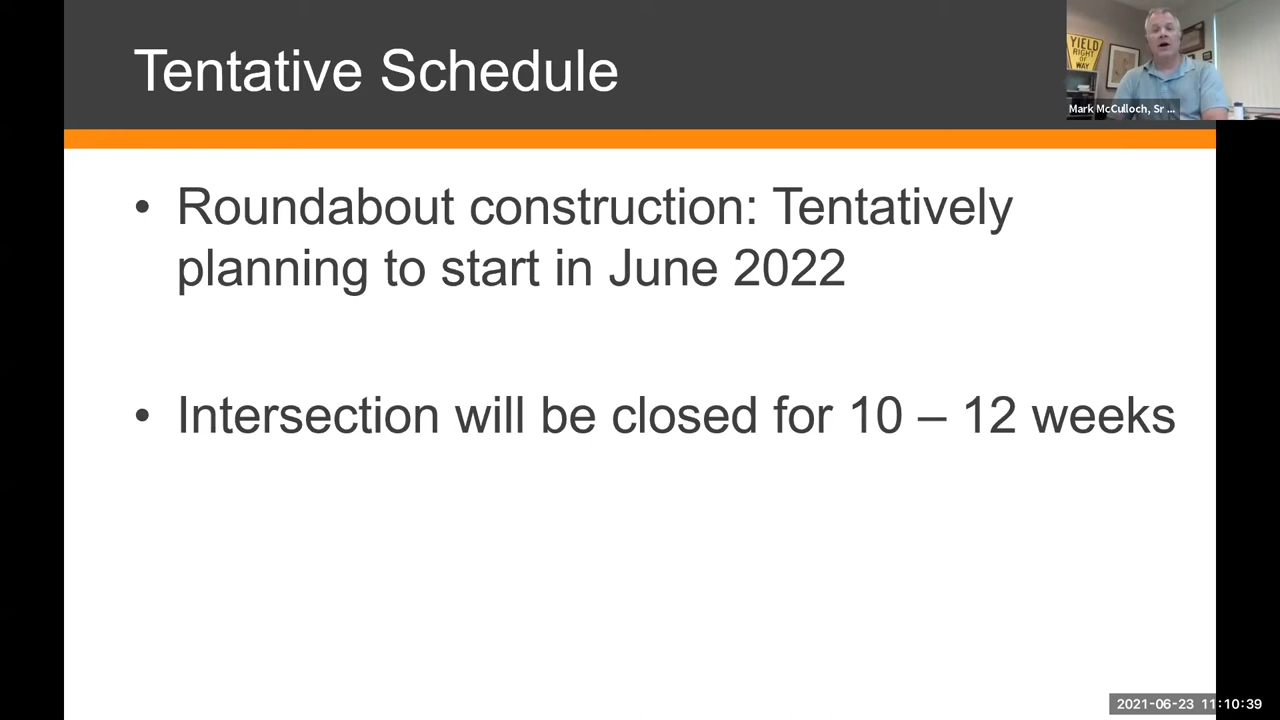 Tentative Schedule
YIELD
RIGHT
OF
WAY
Mark McCulloch, Sr ...
• Roundabout construction: Tentatively
planning to start in June 2022
• Intersection will be closed for 10 – 12 weeks
2021-06-23 11:10:39